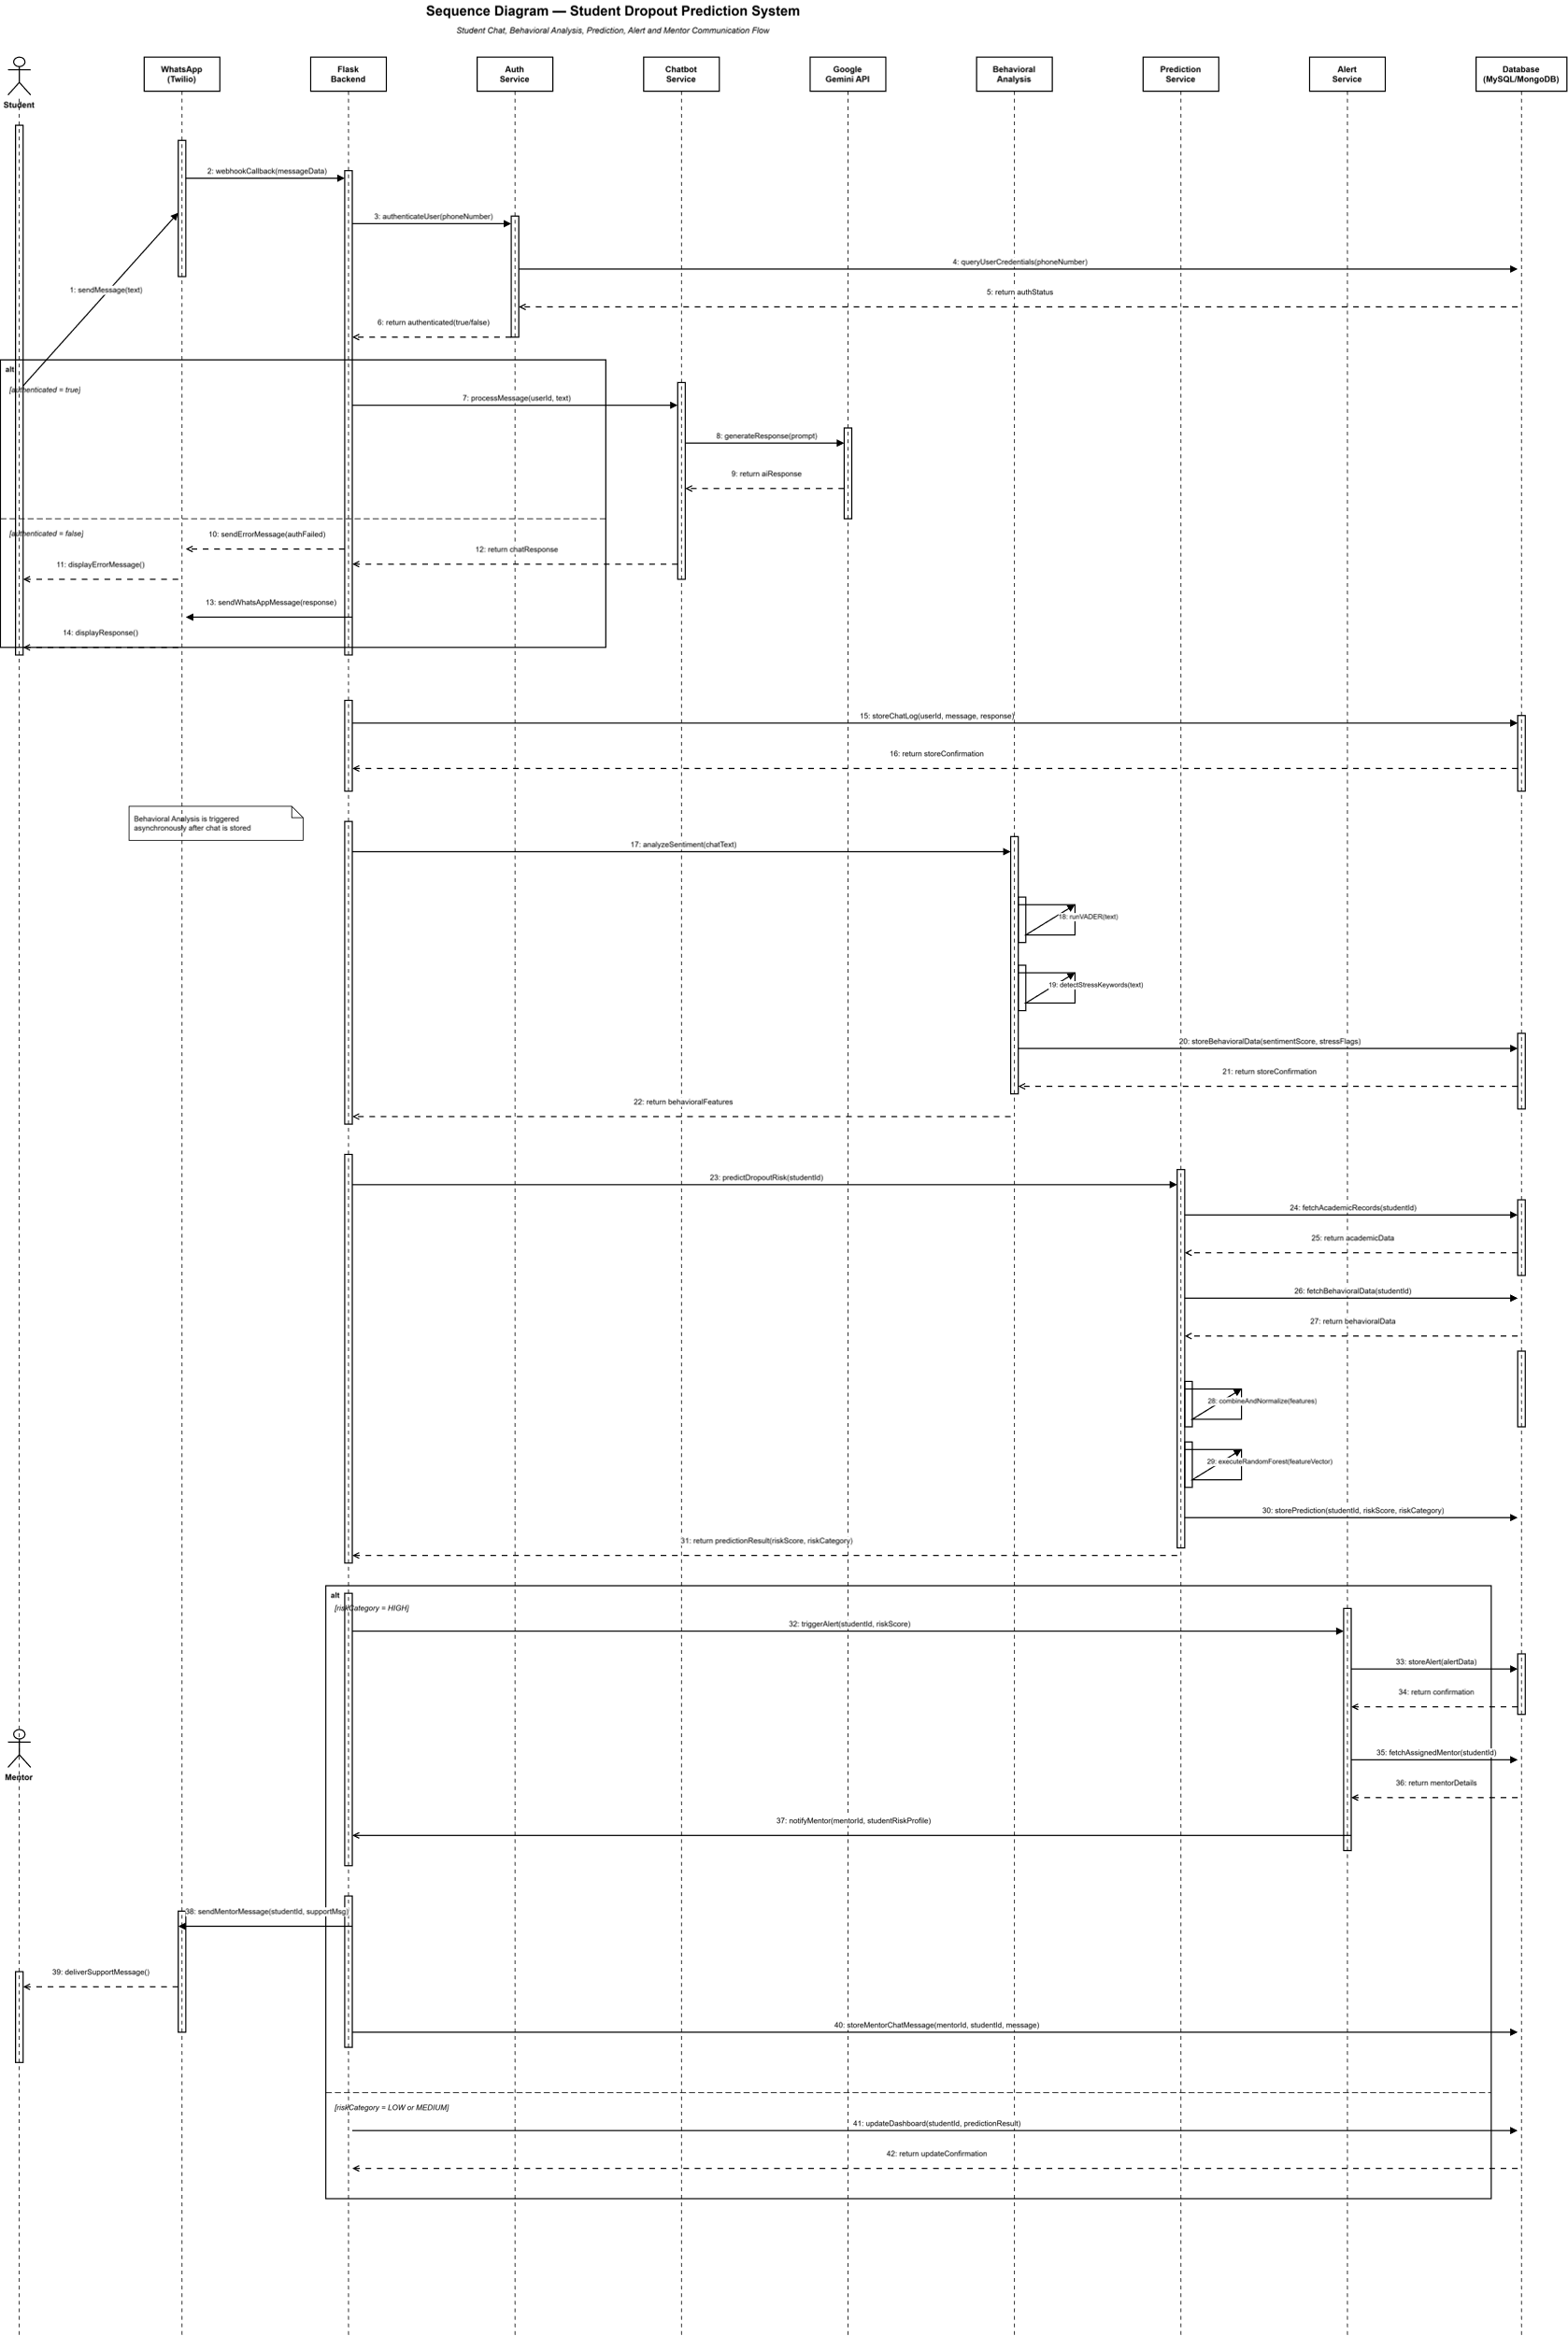 Sequence Diagram — Student Dropout Prediction System
Student Chat, Behavioral Analysis, Prediction, Alert and Mentor Communication Flow
Student
WhatsApp
(Twilio)
Flask
Backend
Auth
Service
Chatbot
Service
Google
Gemini API
Behavioral
Analysis
Prediction
Service
Alert
Service
Database
(MySQL/MongoDB)
2: webhookCallback(messageData)
3: authenticateUser(phoneNumber)
4: queryUserCredentials(phoneNumber)
1: sendMessage(text)
5: return authStatus
6: return authenticated(true/false)
alt
[authenticated = true]
7: processMessage(userId, text)
8: generateResponse(prompt)
9: return aiResponse
[authenticated = false]
10: sendErrorMessage(authFailed)
12: return chatResponse
11: displayErrorMessage()
13: sendWhatsAppMessage(response)
14: displayResponse()
15: storeChatLog(userId, message, response)
16: return storeConfirmation
Behavioral Analysis is triggered
asynchronously after chat is stored
17: analyzeSentiment(chatText)
18: runVADER(text)
19: detectStressKeywords(text)
20: storeBehavioralData(sentimentScore, stressFlags)
21: return storeConfirmation
22: return behavioralFeatures
23: predictDropoutRisk(studentId)
24: fetchAcademicRecords(studentId)
25: return academicData
26: fetchBehavioralData(studentId)
27: return behavioralData
28: combineAndNormalize(features)
29: executeRandomForest(featureVector)
30: storePrediction(studentId, riskScore, riskCategory)
31: return predictionResult(riskScore, riskCategory)
alt
[riskCategory = HIGH]
32: triggerAlert(studentId, riskScore)
33: storeAlert(alertData)
34: return confirmation
35: fetchAssignedMentor(studentId)
Mentor
36: return mentorDetails
37: notifyMentor(mentorId, studentRiskProfile)
38: sendMentorMessage(studentId, supportMsg)
39: deliverSupportMessage()
40: storeMentorChatMessage(mentorId, studentId, message)
[riskCategory = LOW or MEDIUM]
41: updateDashboard(studentId, predictionResult)
42: return updateConfirmation